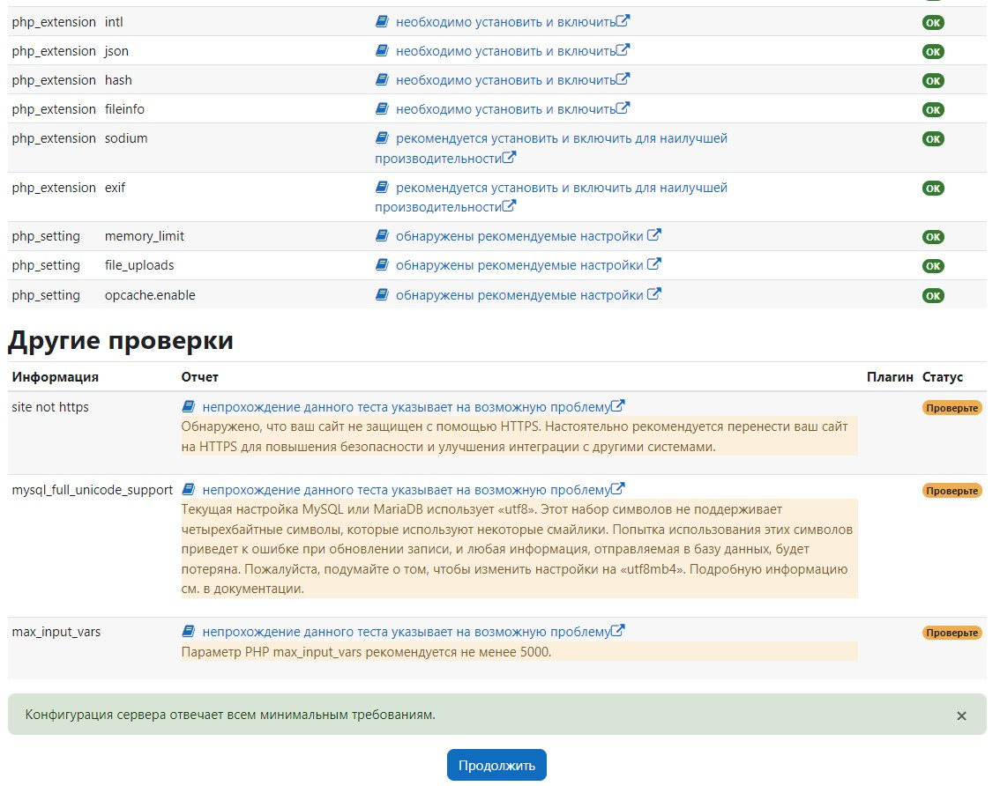 php_extension intl необходимо установить и включить OK
php_extension json необходимо установить и включить OK
php_extension hash необходимо установить и включить OK
php_extension fileinfo необходимо установить и включить OK
php_extension sodium рекомендуется установить и включить для наилучшей OK
производительности
php_extension exif рекомендуется установить и включить для наилучшей OK
производительности
php_setting memory_limit обнаружены рекомендуемые настройки OK
php_setting file_uploads обнаружены рекомендуемые настройки OK
php_setting opcache.enable обнаружены рекомендуемые настройки OK
Другие проверки
Информация Отчет Плагин Статус
site not https непрохождение данного теста указывает на возможную проблему Проверьте
Обнаружено, что ваш сайт не защищен с помощью HTTPS. Настоятельно рекомендуется перенести ваш сайт
на HTTPS для повышения безопасности и улучшения интеграции с другими системами.
mysql_full_unicode_support непрохождение данного теста указывает на возможную проблему Проверьте
Текущая настройка MySQL или MariaDB использует «utf8». Этот набор символов не поддерживает
четырехбайтные символы, которые используют некоторые смайлики. Попытка использования этих символов
приведет к ошибке при обновлении записи, и любая информация, отправляемая в базу данных, будет
потеряна. Пожалуйста, подумайте о том, чтобы изменить настройки на «utf8mb4». Подробную информацию
см. в документации.
max_input_vars непрохождение данного теста указывает на возможную проблему Проверьте
Параметр PHP max_input_vars рекомендуется не менее 5000.
Конфигурация сервера отвечает всем минимальным требованиям. ×
Продолжить